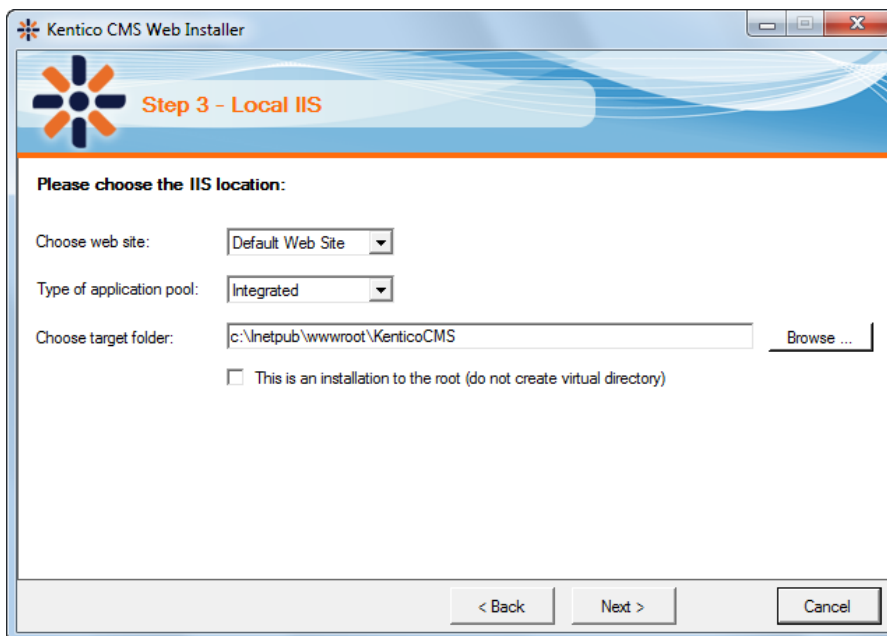 Kentico CMS Web Installer
Step 3 - Local IIS
Please choose the IIS location:
Choose web site: Default Web Site
Type of application pool: Integrated
Choose target folder: c:\Inetpub\wwwroot\KenticoCMS Browse ...
This is an installation to the root (do not create virtual directory)
< Back Next > Cancel